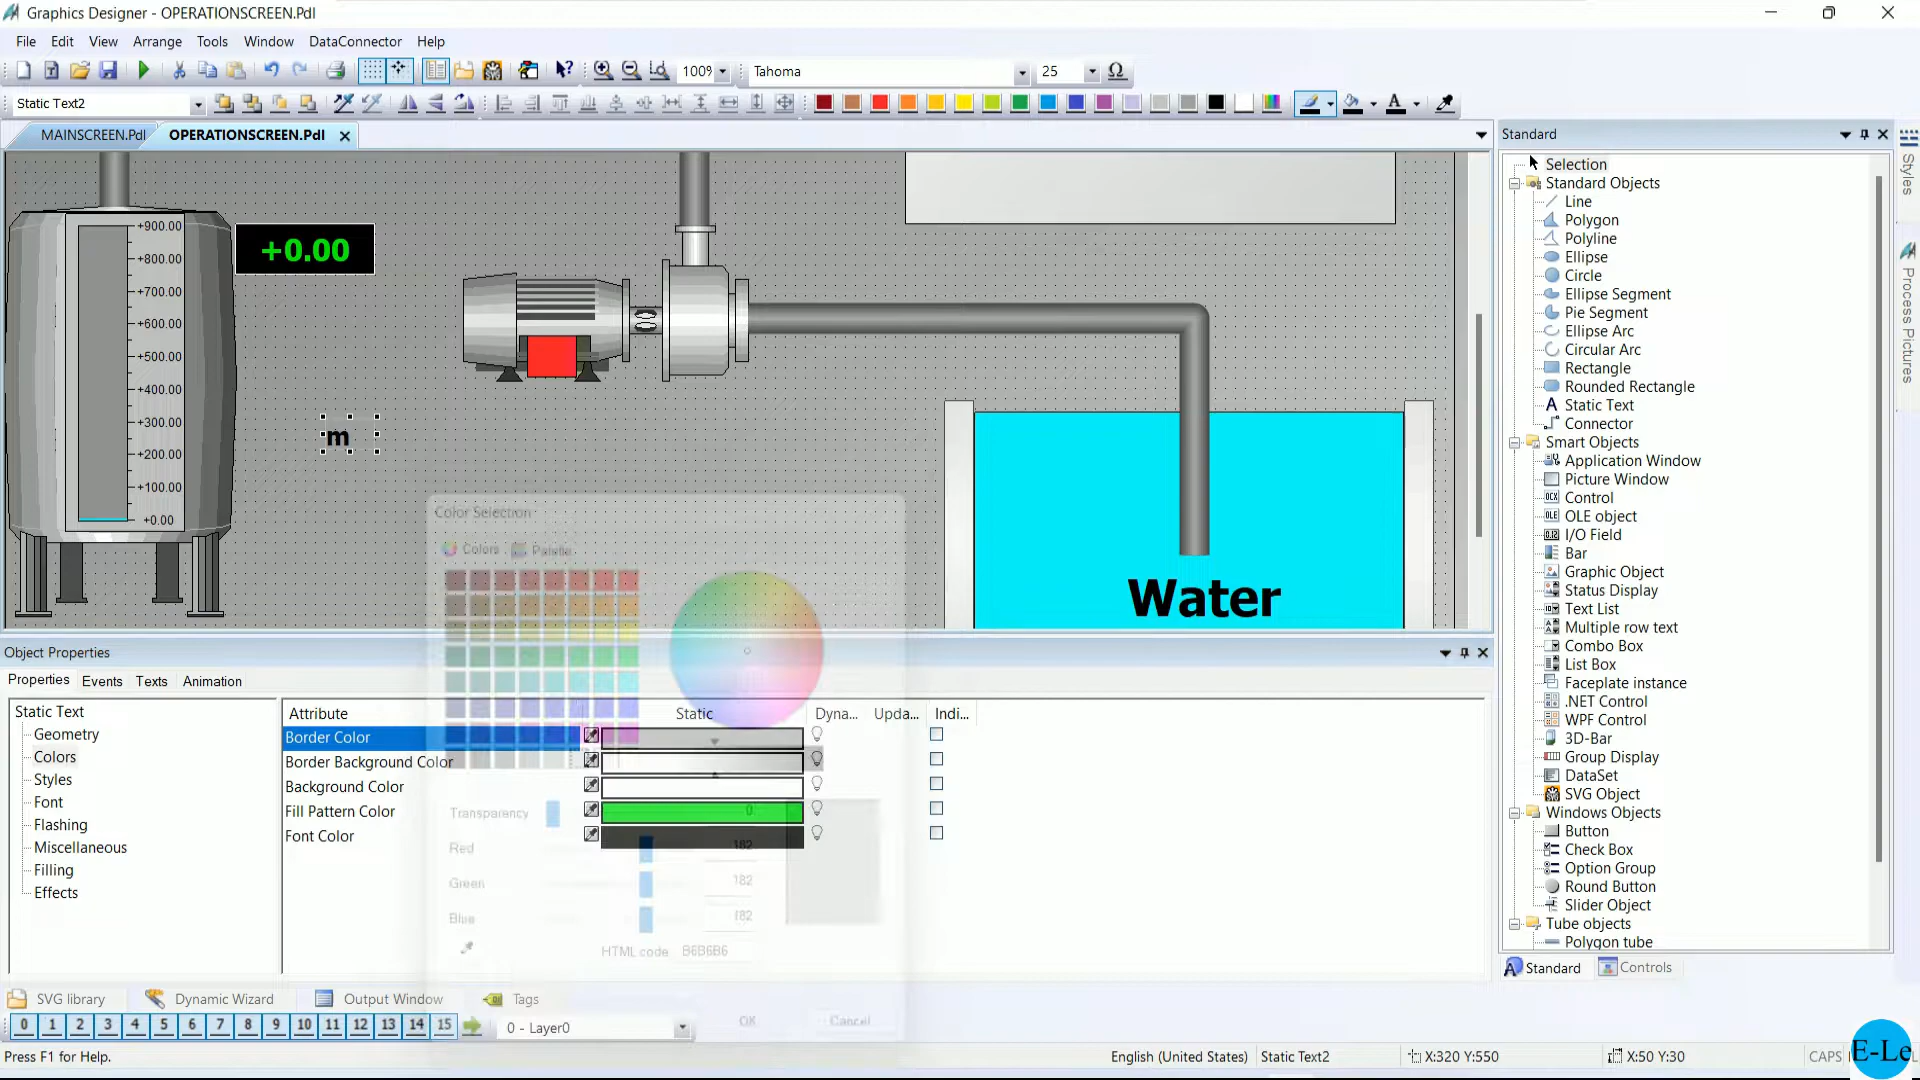 Graphics Designer - OPERATIONSCREEN.Pdl
File Edit View Arrange Tools Window DataConnector Help
100% Tahoma 25
Static Text2
MAINSCREEN.Pdl OPERATIONSCREEN.Pdl
+900.00
+800.00
+700.00
+600.00
+500.00
+400.00
+300.00
+200.00
+100.00
+0.00
+0.00
m
Water
Color Selection
Colors Palette
Transparency 0
Red 182
Green 182
Blue 182
HTML code B6B6B6
OK Cancel
Object Properties
Properties Events Texts Animation
Static Text
Geometry
Colors
Styles
Font
Flashing
Miscellaneous
Filling
Effects
Attribute Static Dyna... Upda... Indi...
Border Color
Border Background Color
Background Color
Fill Pattern Color
Font Color
SVG library Dynamic Wizard Output Window Tags
0 1 2 3 4 5 6 7 8 9 10 11 12 13 14 15 0 - Layer0
Press F1 for Help.
English (United States) Static Text2 X:320 Y:550 X:50 Y:30 CAPS
E-Le
Standard
Selection
Standard Objects
Line
Polygon
Polyline
Ellipse
Circle
Ellipse Segment
Pie Segment
Ellipse Arc
Circular Arc
Rectangle
Rounded Rectangle
Static Text
Connector
Smart Objects
Application Window
Picture Window
Control
OLE object
I/O Field
Bar
Graphic Object
Status Display
Text List
Multiple row text
Combo Box
List Box
Faceplate instance
.NET Control
WPF Control
3D-Bar
Group Display
DataSet
SVG Object
Windows Objects
Button
Check Box
Option Group
Round Button
Slider Object
Tube objects
Polygon tube
Standard Controls
Styles
Process Pictures